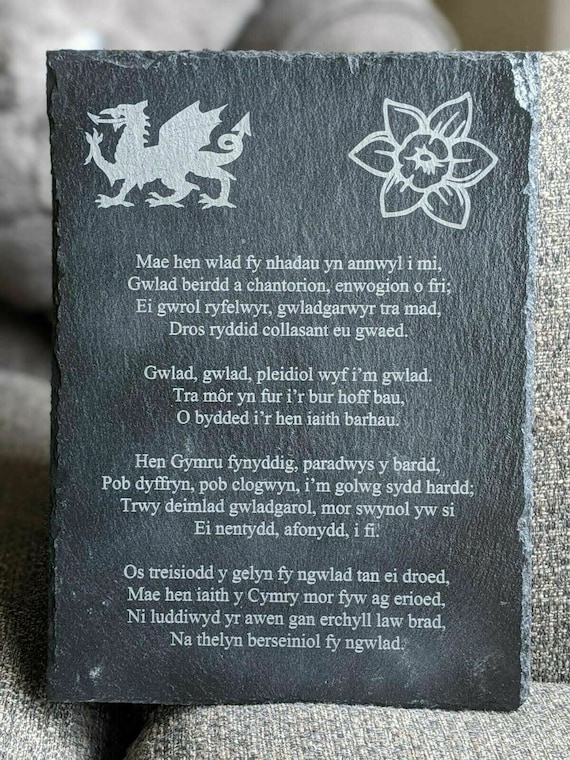 Mae hen wlad fy nhadau yn annwyl i mi,
Gwlad beirdd a chantorion, enwogion o fri;
Ei gwrol ryfelwyr, gwladgarwyr tra mad,
Dros ryddid collasant eu gwaed.
Gwlad, gwlad, pleidiol wyf i'm gwlad.
Tra môr yn fur i'r bur hoff bau,
O bydded i'r hen iaith barhau.
Hen Gymru fynyddig, paradwys y bardd,
Pob dyffryn, pob clogwyn, i'm golwg sydd hardd;
Trwy deimlad gwladgarol, mor swynol yw si
Ei nentydd, afonydd, i fi.
Os treisiodd y gelyn fy ngwlad tan ei droed,
Mae hen iaith y Cymry mor fyw ag erioed,
Ni luddiwyd yr awen gan erchyll law brad,
Na thelyn berseiniol fy ngwlad.